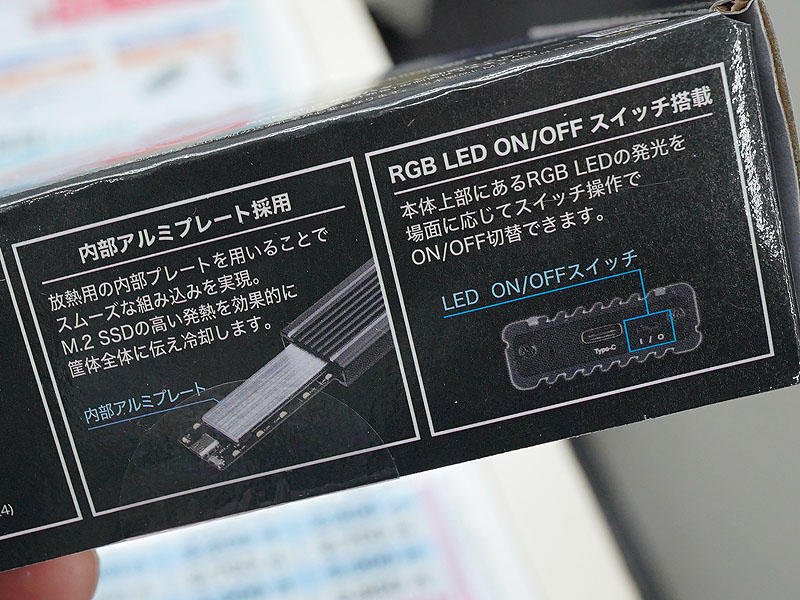 内部アルミプレート採用
放熱用の内部プレートを用いることで
スムーズな組み込みを実現。
M.2 SSDの高い発熱を効果的に
筐体全体に伝え冷却します。
内部アルミプレート
RGB LED ON/OFF スイッチ搭載
本体上部にあるRGB LEDの発光を
場面に応じてスイッチ操作で
ON/OFF切替できます。
LED ON/OFFスイッチ
Type-C
I / O
4)